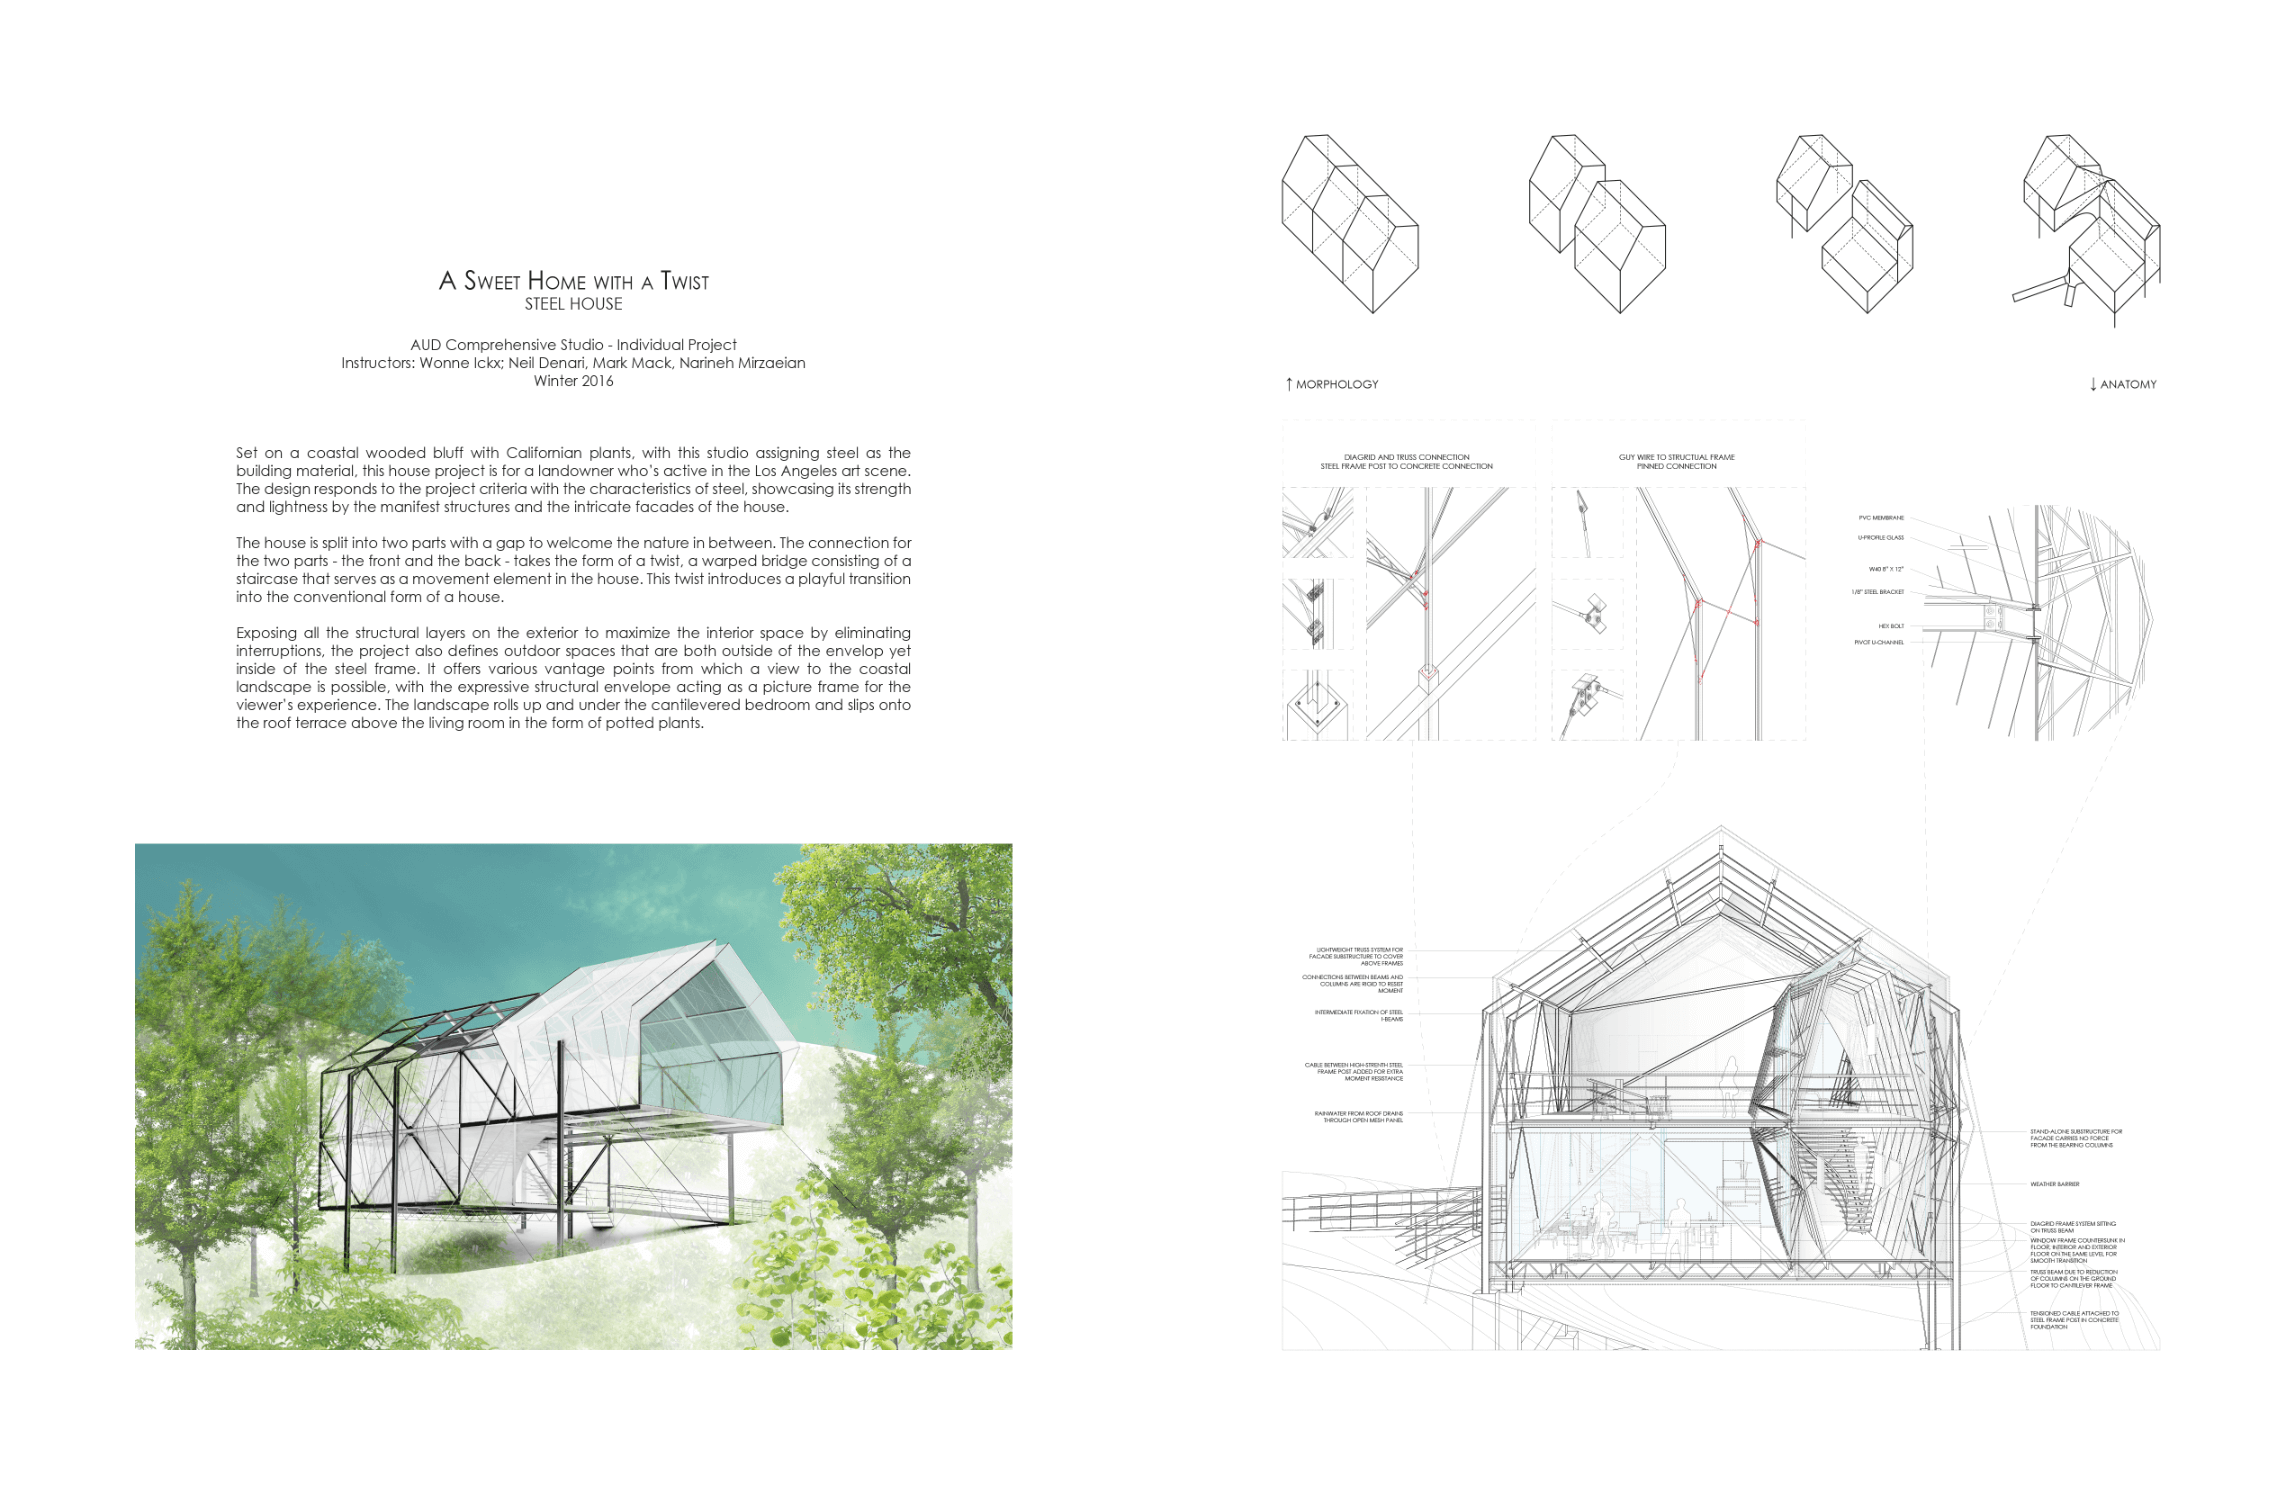 A Sweet Home with a Twist
STEEL HOUSE
AUD Comprehensive Studio - Individual Project
Instructors: Wonne Ickx; Neil Denari, Mark Mack, Narineh Mirzaeian
Winter 2016
Set on a coastal wooded bluff with Californian plants, with this studio assigning steel as the
building material, this house project is for a landowner who's active in the Los Angeles art scene.
The design responds to the project criteria with the characteristics of steel, showcasing its strength
and lightness by the manifest structures and the intricate facades of the house.
The house is split into two parts with a gap to welcome the nature in between. The connection for
the two parts - the front and the back - takes the form of a twist, a warped bridge consisting of a
staircase that serves as a movement element in the house. This twist introduces a playful transition
into the conventional form of a house.
Exposing all the structural layers on the exterior to maximize the interior space by eliminating
interruptions, the project also defines outdoor spaces that are both outside of the envelop yet
inside of the steel frame. It offers various vantage points from which a view to the coastal
landscape is possible, with the expressive structural envelope acting as a picture frame for the
viewer's experience. The landscape rolls up and under the cantilevered bedroom and slips onto
the roof terrace above the living room in the form of potted plants.
↑ MORPHOLOGY
↓ ANATOMY
DIAGRID AND TRUSS CONNECTION
STEEL FRAME POST TO CONCRETE CONNECTION
GUY WIRE TO STRUCTUAL FRAME
PINNED CONNECTION
PVC MEMBRANE
U-PROFILE GLASS
W40 8" X 12"
1/8" STEEL BRACKET
HEX BOLT
PIVOT U-CHANNEL
LIGHTWEIGHT TRUSS SYSTEM FOR
FACADE SUBSTRUCTURE TO COVER
ABOVE FRAMES
CONNECTIONS BETWEEN BEAMS AND
COLUMNS ARE RIGID TO RESIST
MOMENT
INTERMEDIATE FIXATION OF STEEL
I-BEAMS
CABLE BETWEEN HIGH-STRENTH STEEL
FRAME POST ADDED FOR EXTRA
MOMENT RESISTANCE
RAINWATER FROM ROOF DRAINS
THROUGH OPEN MESH PANEL
STAND-ALONE SUBSTRUCTURE FOR
FACADE CARRIES NO FORCE
FROM THE BEARING COLUMNS
WEATHER BARRIER
DIAGRID FRAME SYSTEM SITTING
ON TRUSS BEAM
WINDOW FRAME COUNTERSUNK IN
FLOOR, INTERIOR AND EXTERIOR
FLOOR ON THE SAME LEVEL FOR
SMOOTH TRANSITION
TRUSS BEAM DUE TO REDUCTION
OF COLUMNS ON THE GROUND
FLOOR TO CANTILEVER FRAME
TENSIONED CABLE ATTACHED TO
STEEL FRAME POST IN CONCRETE
FOUNDATION